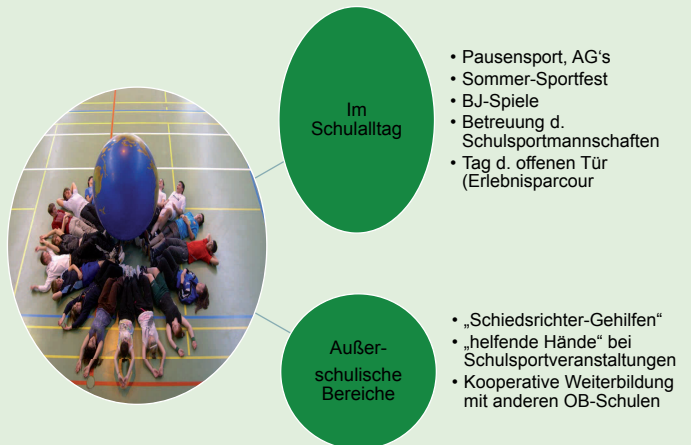 Im
Schulalltag
• Pausensport, AG‘s
• Sommer-Sportfest
• BJ-Spiele
• Betreuung d.
Schulsportmannschaften
• Tag d. offenen Tür
(Erlebnisparcour
Außer-
schulische
Bereiche
• „Schiedsrichter-Gehilfen“
• „helfende Hände“ bei
Schulsportveranstaltungen
• Kooperative Weiterbildung
mit anderen OB-Schulen